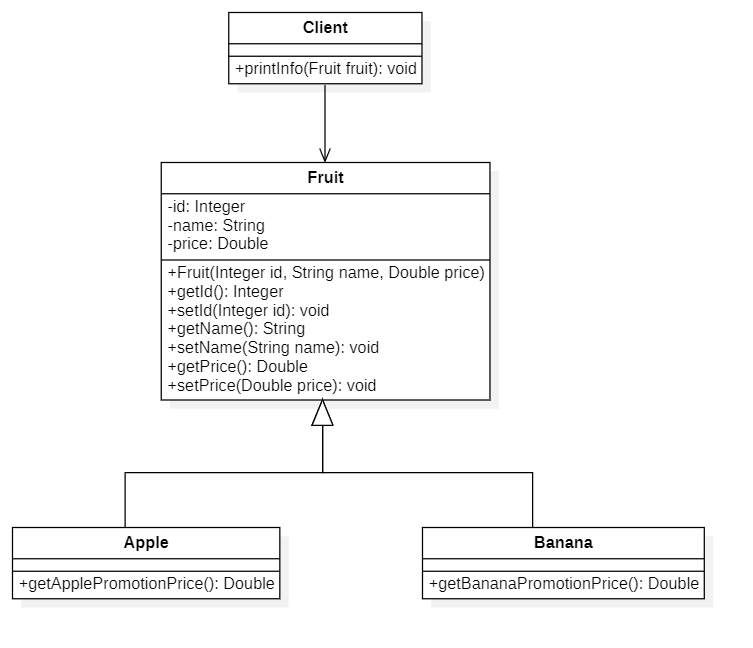 Client
+printInfo(Fruit fruit): void
Fruit
-id: Integer
-name: String
-price: Double
+Fruit(Integer id, String name, Double price)
+getId(): Integer
+setId(Integer id): void
+getName(): String
+setName(String name): void
+getPrice(): Double
+setPrice(Double price): void
Apple
+getApplePromotionPrice(): Double
Banana
+getBananaPromotionPrice(): Double